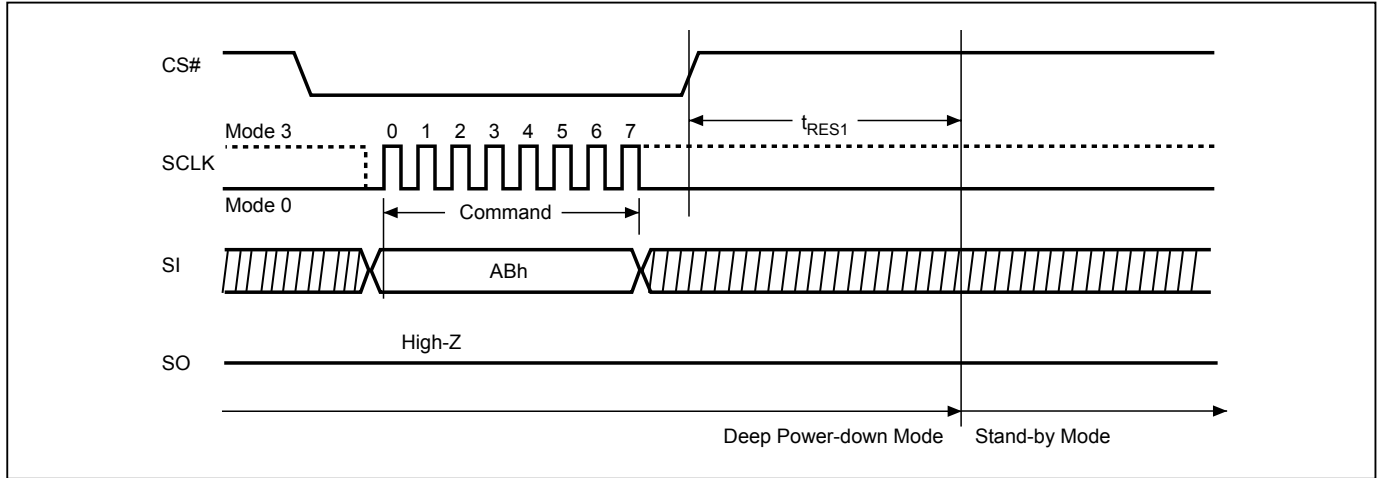 CS#
tRES1
Mode 3
0 1 2 3 4 5 6 7
SCLK
Mode 0
Command
SI
ABh
High-Z
SO
Deep Power-down Mode
Stand-by Mode